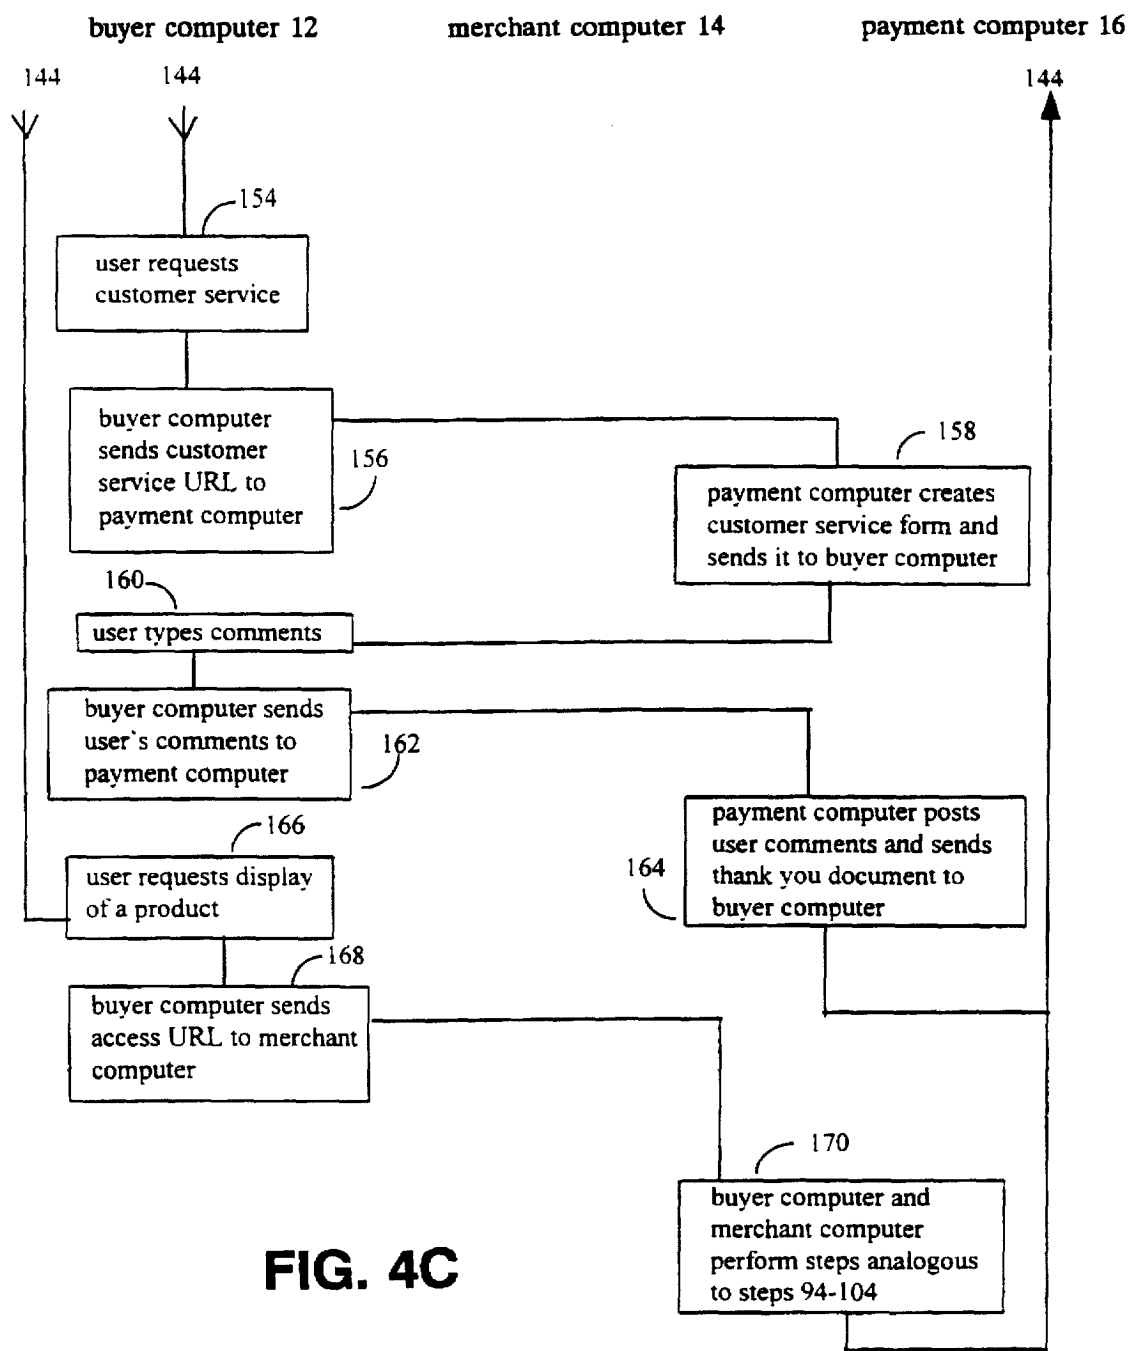 buyer computer 12
merchant computer 14
payment computer 16
144
144
144
154
user requests
customer service
buyer computer
sends customer
service URL to
payment computer
156
158
payment computer creates
customer service form and
sends it to buyer computer
160
user types comments
buyer computer sends
user's comments to
payment computer
162
payment computer posts
user comments and sends
thank you document to
buyer computer
164
166
user requests display
of a product
168
buyer computer sends
access URL to merchant
computer
170
buyer computer and
merchant computer
perform steps analogous
to steps 94-104
FIG. 4C